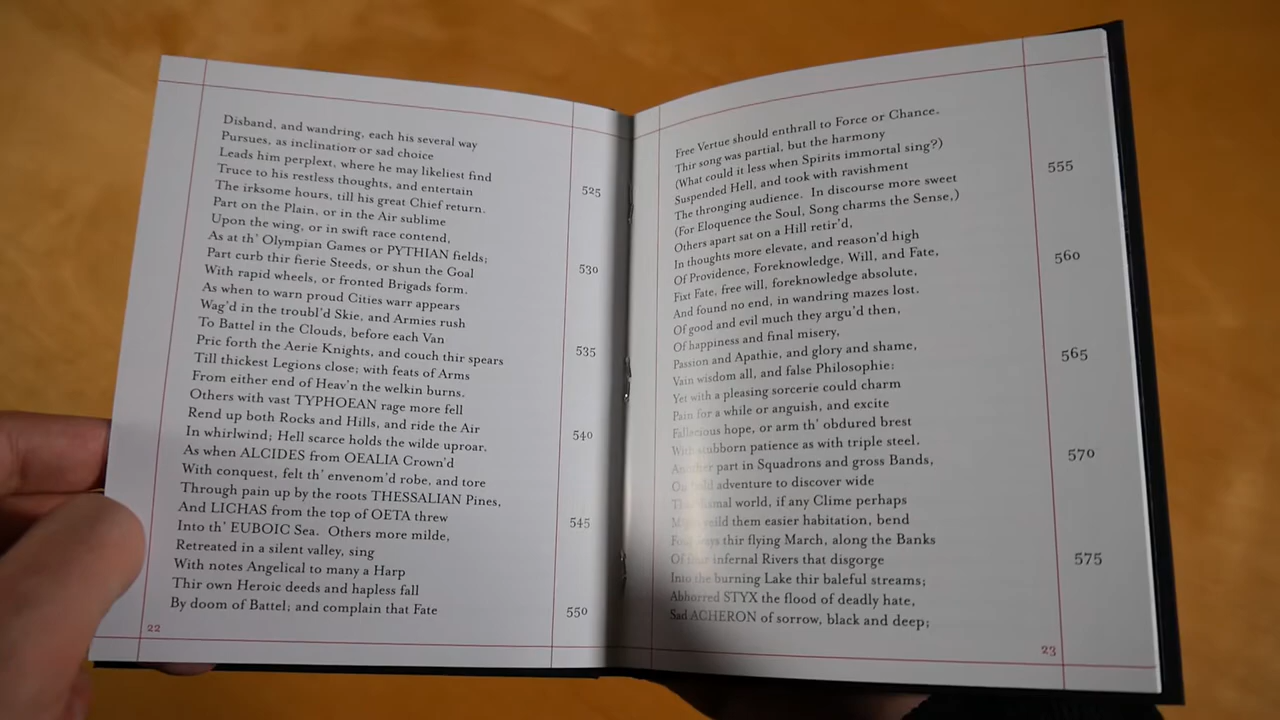 Disband, and wandring, each his several way
Pursues, as inclination or sad choice
Leads him perplext, where he may likeliest find 525
Truce to his restless thoughts, and entertain
The irksome hours, till his great Chief return.
Part on the Plain, or in the Air sublime
Upon the wing, or in swift race contend,
As at th' Olympian Games or PYTHIAN fields; 530
Part curb thir fierie Steeds, or shun the Goal
With rapid wheels, or fronted Brigads form.
As when to warn proud Cities warr appears
Wag'd in the troubl'd Skie, and Armies rush
To Battel in the Clouds, before each Van 535
Pric forth the Aerie Knights, and couch thir spears
Till thickest Legions close; with feats of Arms
From either end of Heav'n the welkin burns.
Others with vast TYPHOEAN rage more fell
Rend up both Rocks and Hills, and ride the Air 540
In whirlwind; Hell scarce holds the wilde uproar.
As when ALCIDES from OEALIA Crown'd
With conquest, felt th' envenom'd robe, and tore
Through pain up by the roots THESSALIAN Pines,
And LICHAS from the top of OETA threw 545
Into th' EUBOIC Sea. Others more milde,
Retreated in a silent valley, sing
With notes Angelical to many a Harp
Thir own Heroic deeds and hapless fall
By doom of Battel; and complain that Fate 550
22
Free Vertue should enthrall to Force or Chance.
Thir song was partial, but the harmony
(What could it less when Spirits immortal sing?)
Suspended Hell, and took with ravishment
The thronging audience. In discourse more sweet 555
(For Eloquence the Soul, Song charms the Sense,)
Others apart sat on a Hill retir'd,
In thoughts more elevate, and reason'd high
Of Providence, Foreknowledge, Will, and Fate,
Fixt Fate, free will, foreknowledge absolute, 560
And found no end, in wandring mazes lost.
Of good and evil much they argu'd then,
Of happiness and final misery,
Passion and Apathie, and glory and shame,
Vain wisdom all, and false Philosophie: 565
Yet with a pleasing sorcerie could charm
Pain for a while or anguish, and excite
Fallacious hope, or arm th' obdured brest
With stubborn patience as with triple steel.
Another part in Squadrons and gross Bands, 570
On adventure to discover wide
world, if any Clime perhaps
yeild them easier habitation, bend
thir flying March, along the Banks
Of infernal Rivers that disgorge 575
Into the burning Lake thir baleful streams;
Abhorred STYX the flood of deadly hate,
Sad ACHERON of sorrow, black and deep;
23